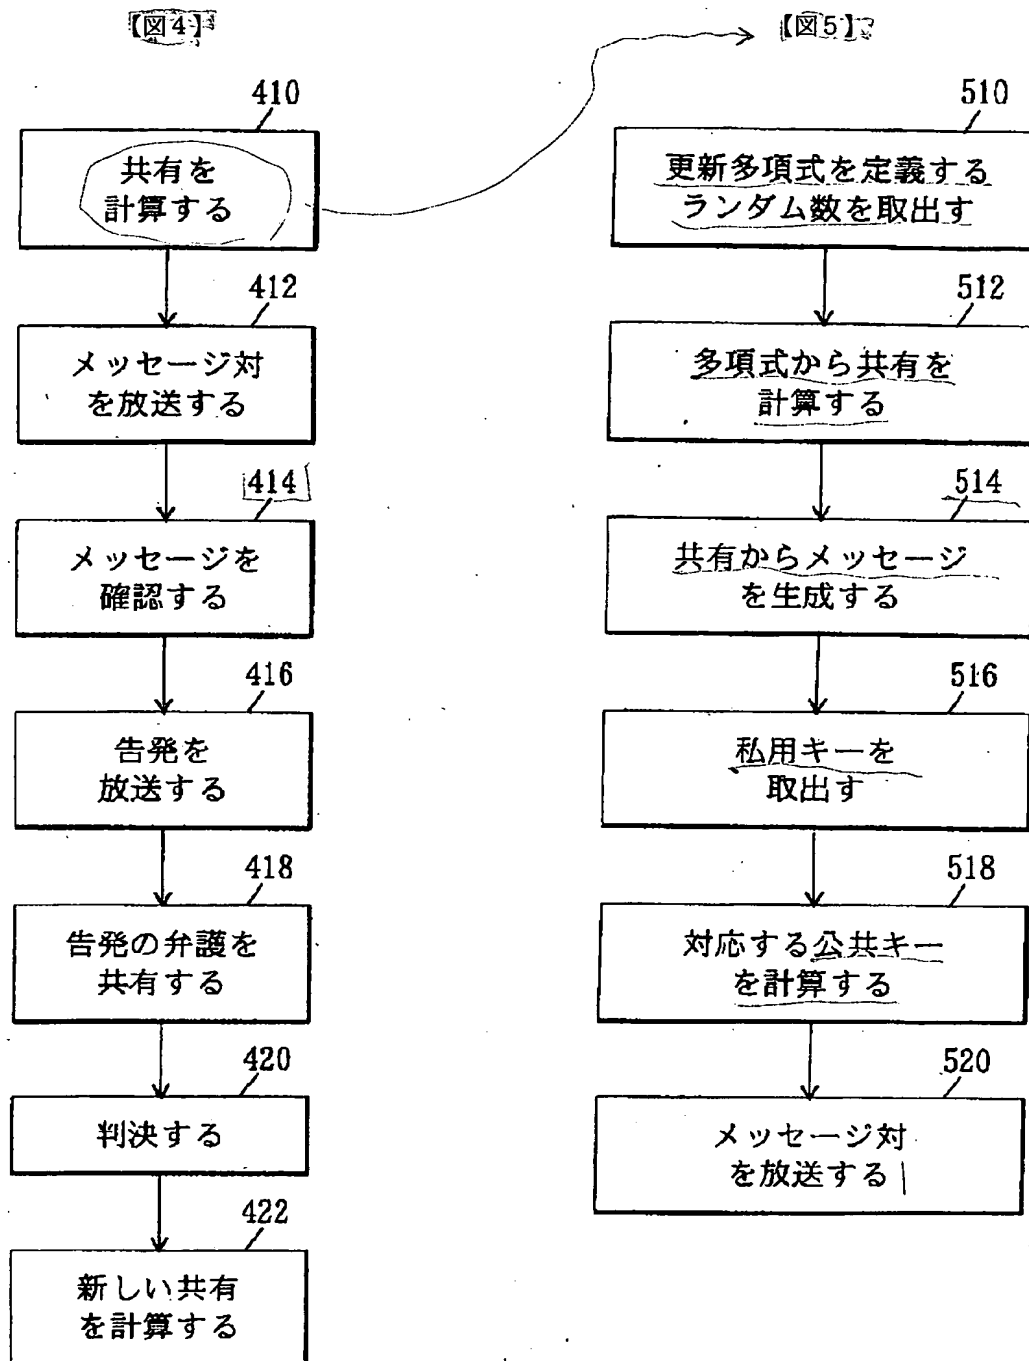 【図4】
410
共有を
計算する
412
メッセージ対
を放送する
414
メッセージを
確認する
416
告発を
放送する
418
告発の弁護を
共有する
420
判決する
422
新しい共有
を計算する
【図5】
510
更新多項式を定義する
ランダム数を取出す
512
多項式から共有を
計算する
514
共有からメッセージ
を生成する
516
私用キーを
取出す
518
対応する公共キー
を計算する
520
メッセージ対
を放送する